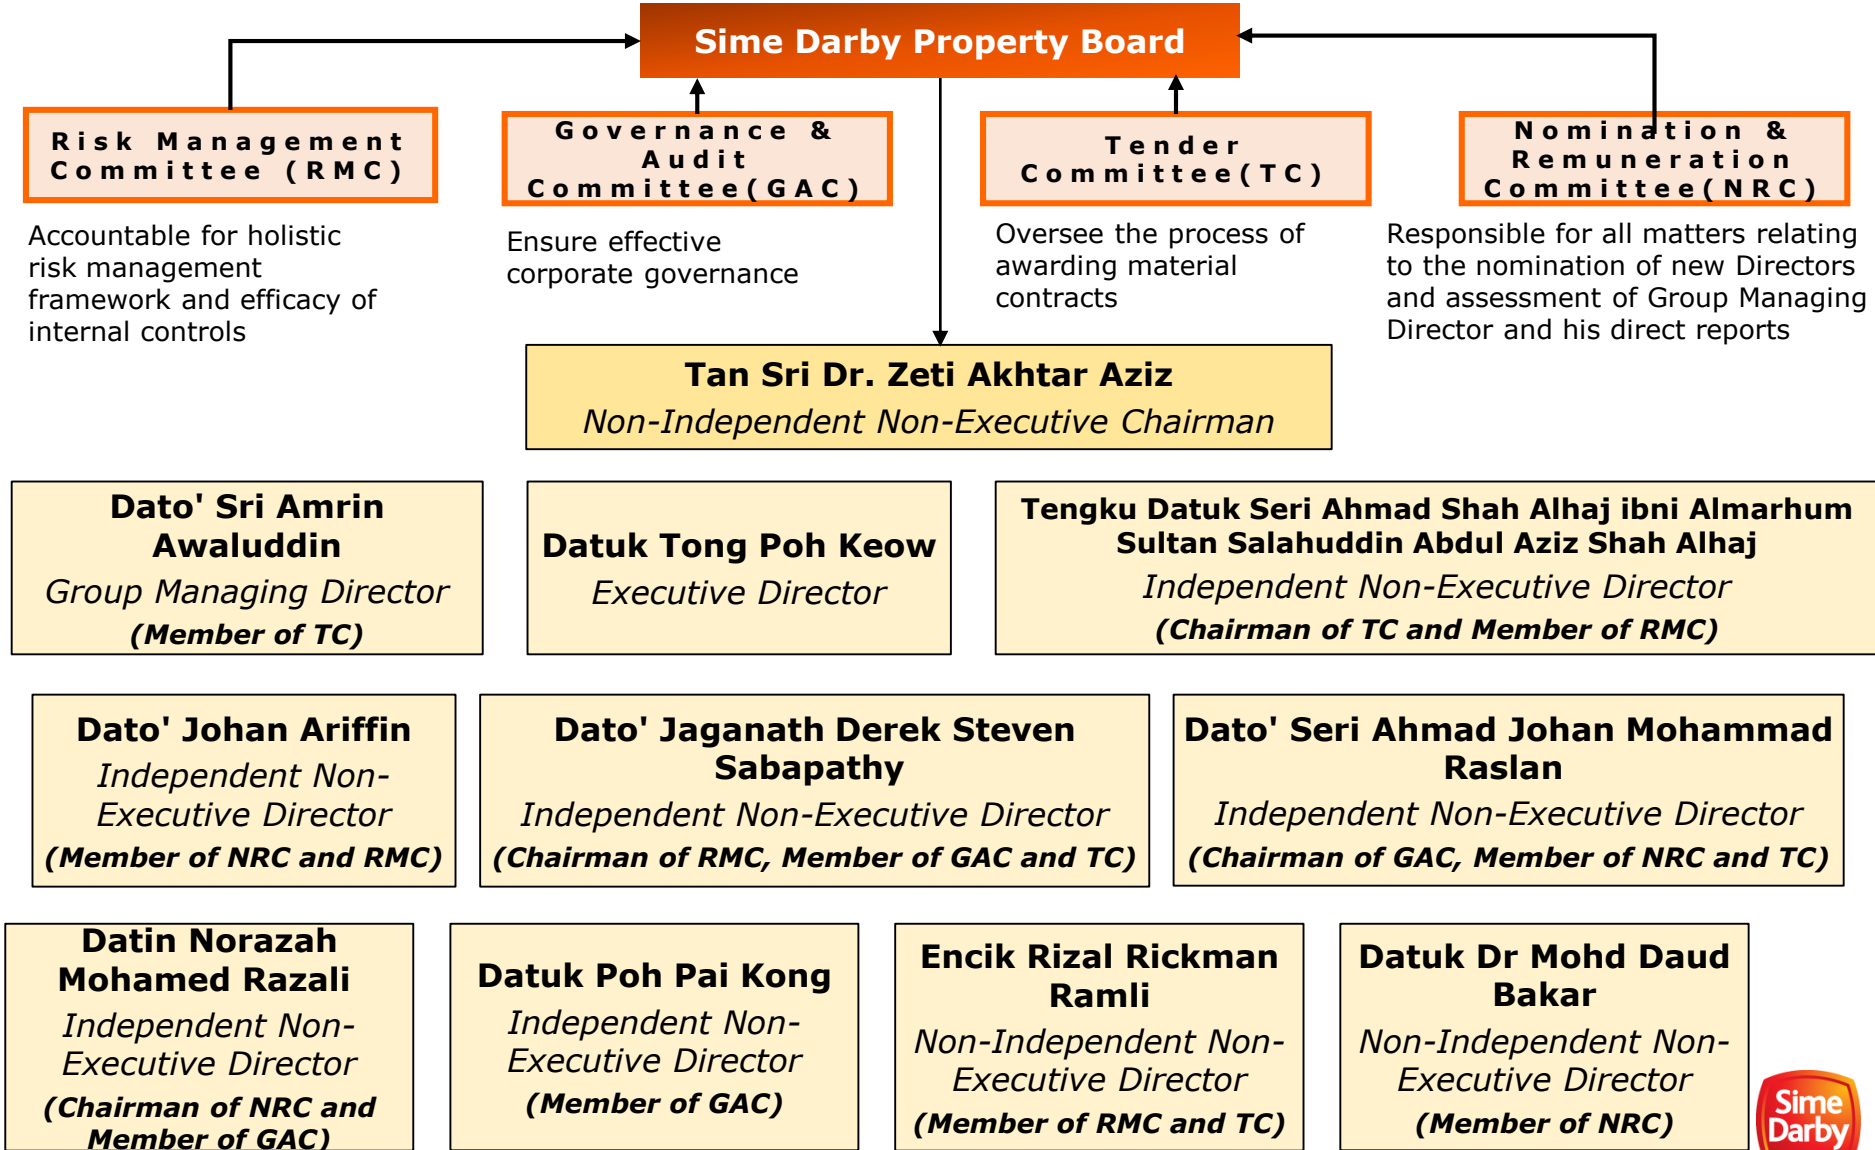 Sime Darby Property Board
Risk Management
Committee (RMC)
Governance &
Audit
Committee(GAC)
Tender
Committee(TC)
Nomination &
Remuneration
Committee(NRC)
Accountable for holistic
risk management
framework and efficacy of
internal controls
Ensure effective
corporate governance
Oversee the process of
awarding material
contracts
Responsible for all matters relating
to the nomination of new Directors
and assessment of Group Managing
Director and his direct reports
Tan Sri Dr. Zeti Akhtar Aziz
Non-Independent Non-Executive Chairman
Dato' Sri Amrin
Awaluddin
Group Managing Director
(Member of TC)
Datuk Tong Poh Keow
Executive Director
Tengku Datuk Seri Ahmad Shah Alhaj ibni Almarhum
Sultan Salahuddin Abdul Aziz Shah Alhaj
Independent Non-Executive Director
(Chairman of TC and Member of RMC)
Dato' Johan Ariffin
Independent Non-
Executive Director
(Member of NRC and RMC)
Dato' Jaganath Derek Steven
Sabapathy
Independent Non-Executive Director
(Chairman of RMC, Member of GAC and TC)
Dato' Seri Ahmad Johan Mohammad
Raslan
Independent Non-Executive Director
(Chairman of GAC, Member of NRC and TC)
Datin Norazah
Mohamed Razali
Independent Non-
Executive Director
(Chairman of NRC and
Member of GAC)
Datuk Poh Pai Kong
Independent Non-
Executive Director
(Member of GAC)
Encik Rizal Rickman
Ramli
Non-Independent Non-
Executive Director
(Member of RMC and TC)
Datuk Dr Mohd Daud
Bakar
Non-Independent Non-
Executive Director
(Member of NRC)
Sime
Darby